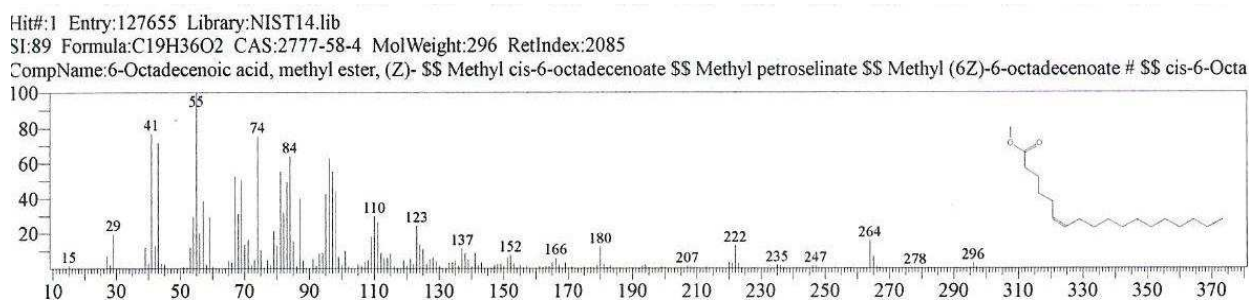 Hit#:1 Entry:127655 Library:NIST14.lib
SI:89 Formula:C19H36O2 CAS:2777-58-4 MolWeight:296 RetIndex:2085
CompName:6-Octadecenoic acid, methyl ester, (Z)- $$ Methyl cis-6-octadecenoate $$ Methyl petroselinate $$ Methyl (6Z)-6-octadecenoate # $$ cis-6-Octa
100
80
60
40
20
15 29 41 55 74 84 110 123 137 152 166 180 207 222 235 247 264 278 296
O O
10 30 50 70 90 110 130 150 170 190 210 230 250 270 290 310 330 350 370